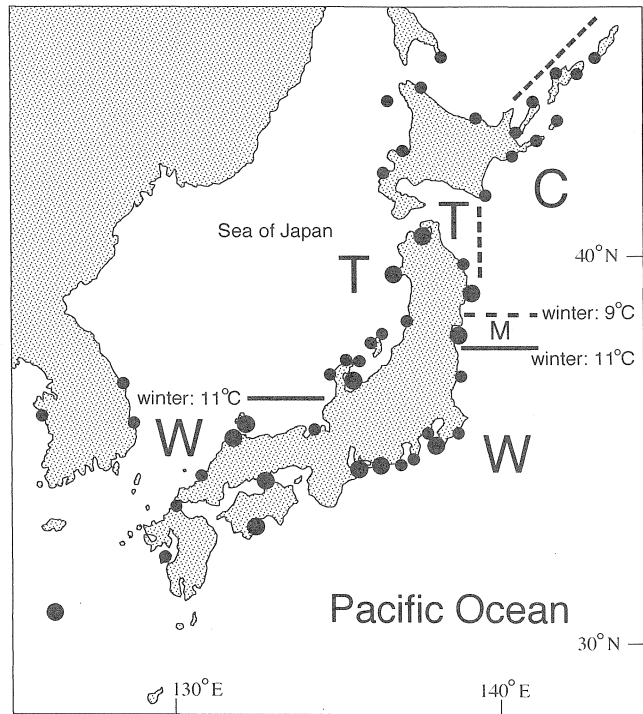 C
T
Sea of Japan
40°N
T
winter: 9°C
M
winter: 11°C
winter: 11°C
W
W
Pacific Ocean
30°N
130°E
140°E